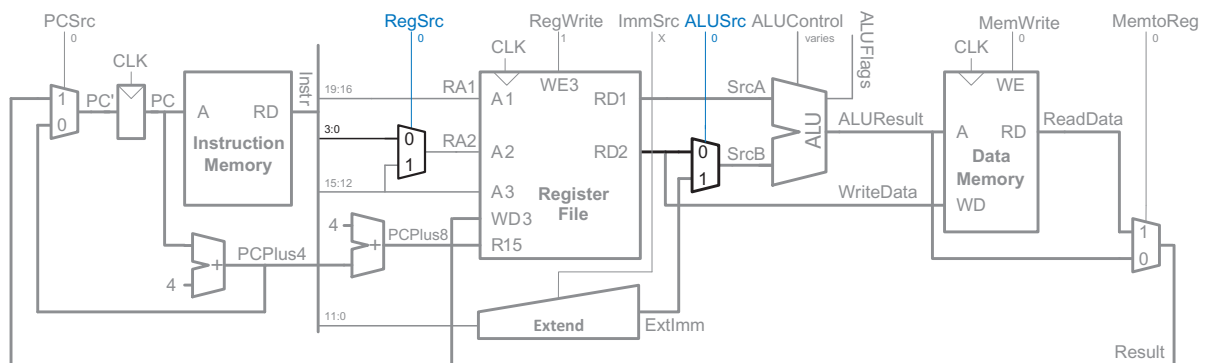 PCSrc RegSrc RegWrite ImmSrc ALUSrc ALUControl ALUFlags MemWrite MemtoReg
0 0 1 X 0 varies 0 0
CLK CLK CLK
1 PC' PC A RD Instr 19:16 RA1 A1 WE3 RD1 SrcA WE
0 3:0 0 RA2 A2 RD2 0 SrcB ALU ALUResult A RD ReadData
Instruction Memory 1 1 Data Memory
15:12 A3 Register File WriteData WD
4 WD3 1
PCPlus4 + PCPlus8 R15 0
+
4
11:0 Extend ExtImm
Result